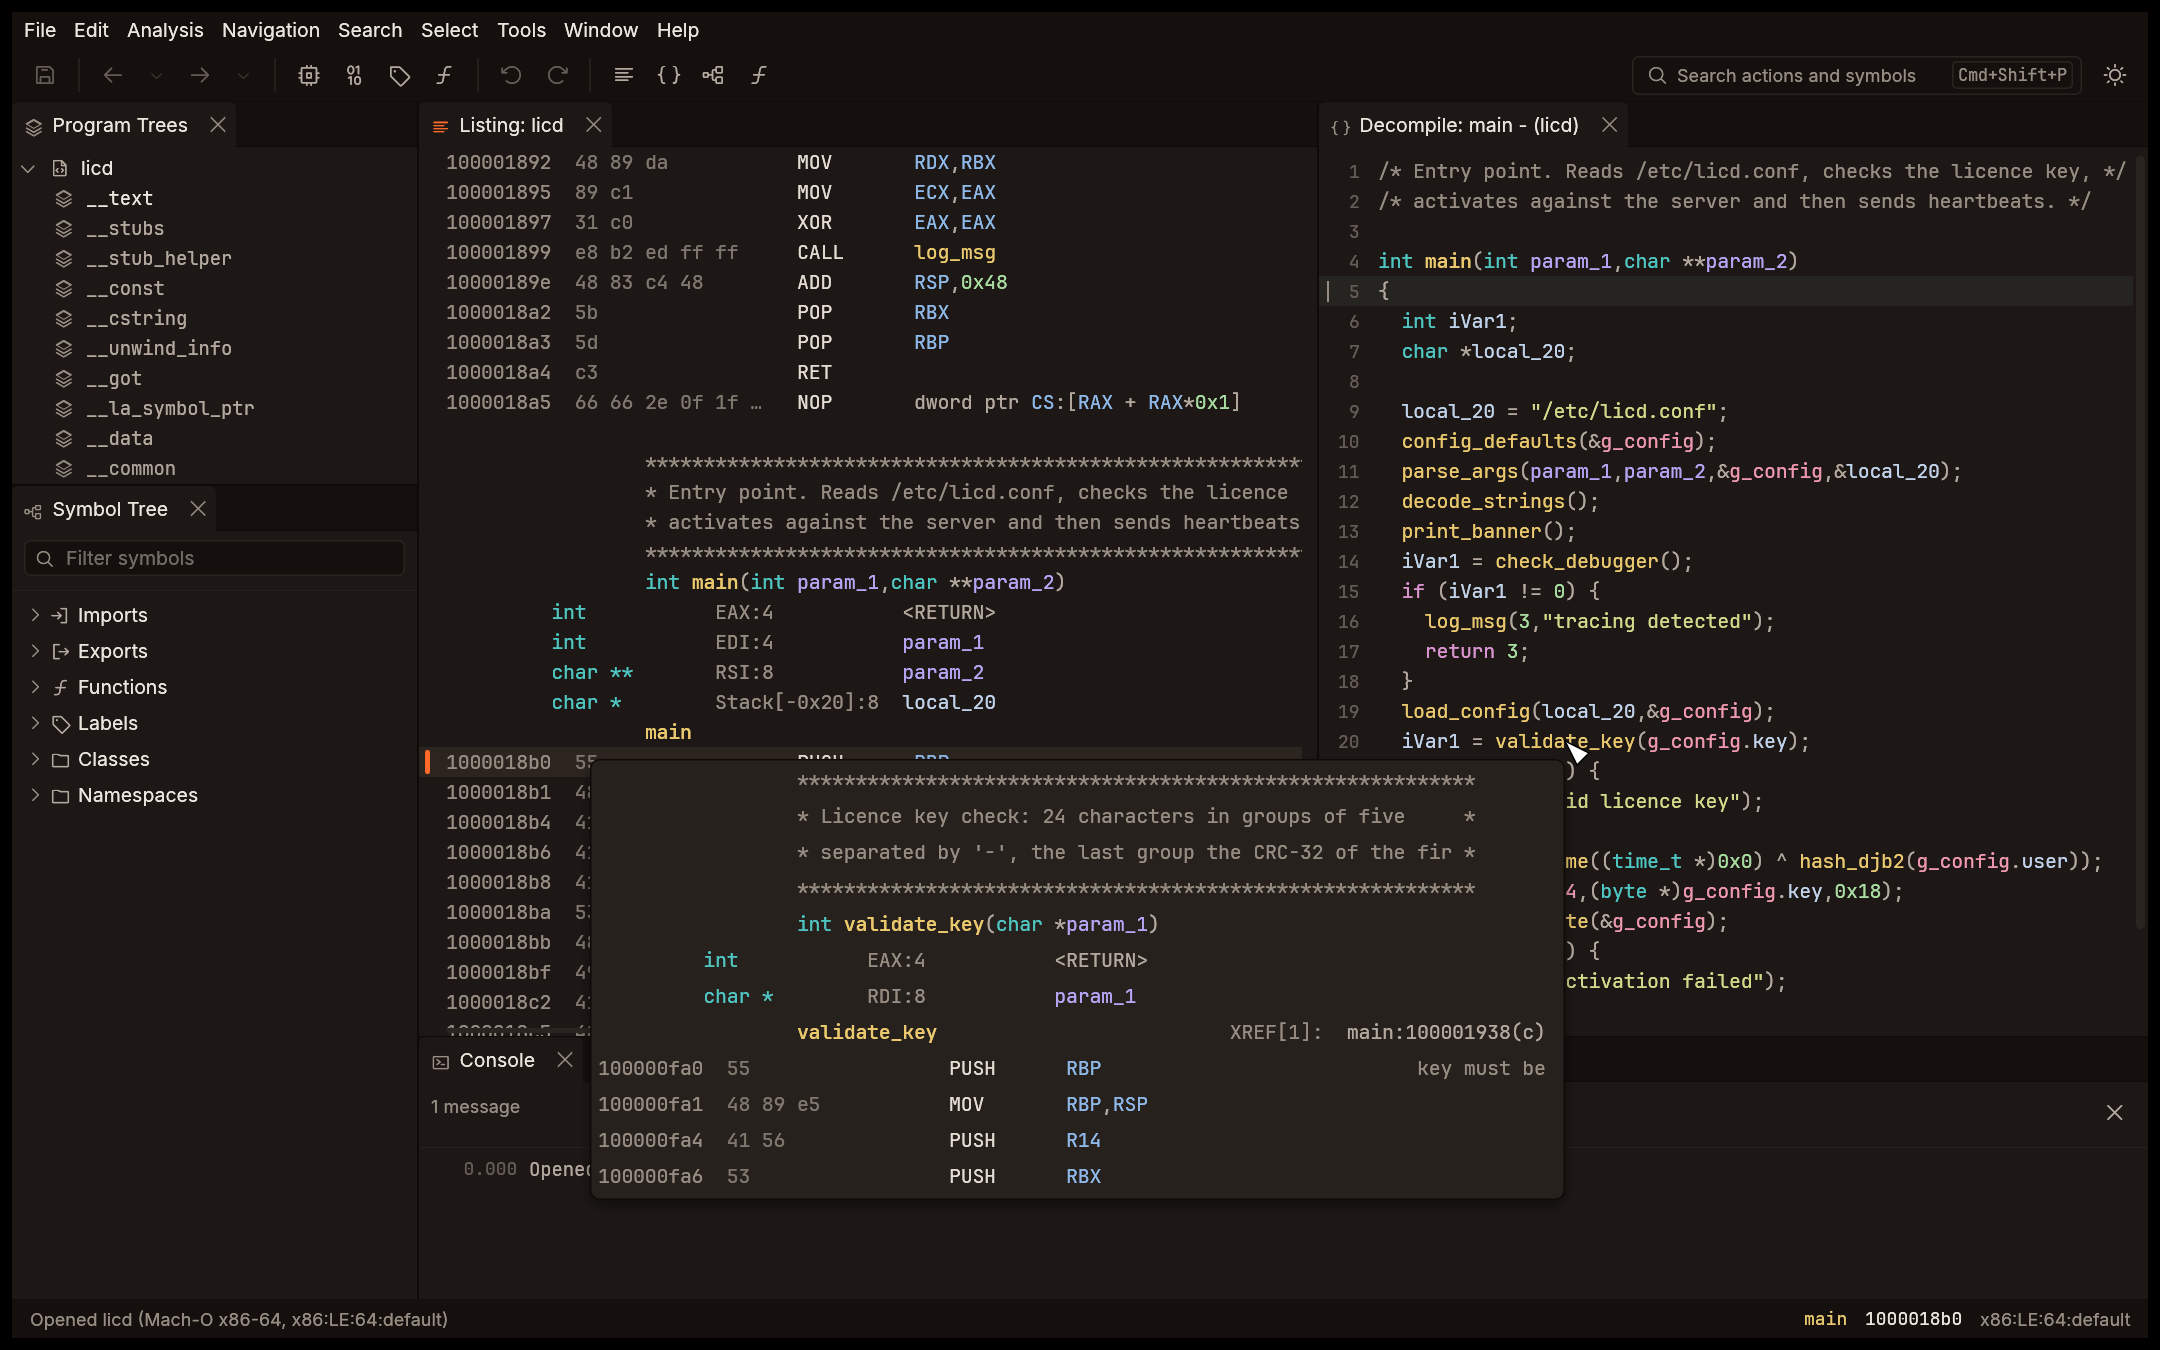 File Edit Analysis Navigation Search Select Tools Window Help
Search actions and symbols Cmd+Shift+P
Program Trees
licd
__text
__stubs
__stub_helper
__const
__cstring
__unwind_info
__got
__la_symbol_ptr
__data
__common
Symbol Tree
Filter symbols
Imports
Exports
Functions
Labels
Classes
Namespaces
Listing: licd
100001892 48 89 da MOV RDX,RBX
100001895 89 c1 MOV ECX,EAX
100001897 31 c0 XOR EAX,EAX
100001899 e8 b2 ed ff ff CALL log_msg
10000189e 48 83 c4 48 ADD RSP,0x48
1000018a2 5b POP RBX
1000018a3 5d POP RBP
1000018a4 c3 RET
1000018a5 66 66 2e 0f 1f … NOP dword ptr CS:[RAX + RAX*0x1]
********************************************************
* Entry point. Reads /etc/licd.conf, checks the licence
* activates against the server and then sends heartbeats
********************************************************
int main(int param_1,char **param_2)
int EAX:4 <RETURN>
int EDI:4 param_1
char ** RSI:8 param_2
char * Stack[-0x20]:8 local_20
main
1000018b0 55 PUSH RBP
1000018b1
1000018b4
1000018b6
1000018b8
1000018ba
1000018bb
1000018bf
1000018c2
1000018c5
**********************************************************
* Licence key check: 24 characters in groups of five *
* separated by '-', the last group the CRC-32 of the fir *
**********************************************************
int validate_key(char *param_1)
int EAX:4 <RETURN>
char * RDI:8 param_1
validate_key XREF[1]: main:100001938(c)
100000fa0 55 PUSH RBP key must be
100000fa1 48 89 e5 MOV RBP,RSP
100000fa4 41 56 PUSH R14
100000fa6 53 PUSH RBX
Decompile: main - (licd)
1 /* Entry point. Reads /etc/licd.conf, checks the licence key, */
2 /* activates against the server and then sends heartbeats. */
3
4 int main(int param_1,char **param_2)
5 {
6 int iVar1;
7 char *local_20;
8
9 local_20 = "/etc/licd.conf";
10 config_defaults(&g_config);
11 parse_args(param_1,param_2,&g_config,&local_20);
12 decode_strings();
13 print_banner();
14 iVar1 = check_debugger();
15 if (iVar1 != 0) {
16 log_msg(3,"tracing detected");
17 return 3;
18 }
19 load_config(local_20,&g_config);
20 iVar1 = validate_key(g_config.key);
) {
id licence key");
me((time_t *)0x0) ^ hash_djb2(g_config.user));
4,(byte *)g_config.key,0x18);
te(&g_config);
) {
ctivation failed");
Console
1 message
0.000 Opened
Opened licd (Mach-O x86-64, x86:LE:64:default)
main 1000018b0 x86:LE:64:default